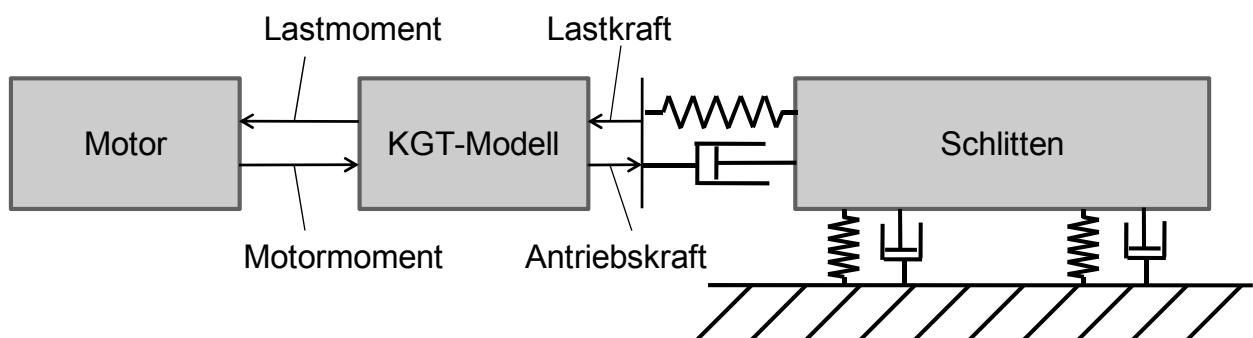 Lastmoment
Lastkraft
Motor
KGT-Modell
Schlitten
Motormoment
Antriebskraft